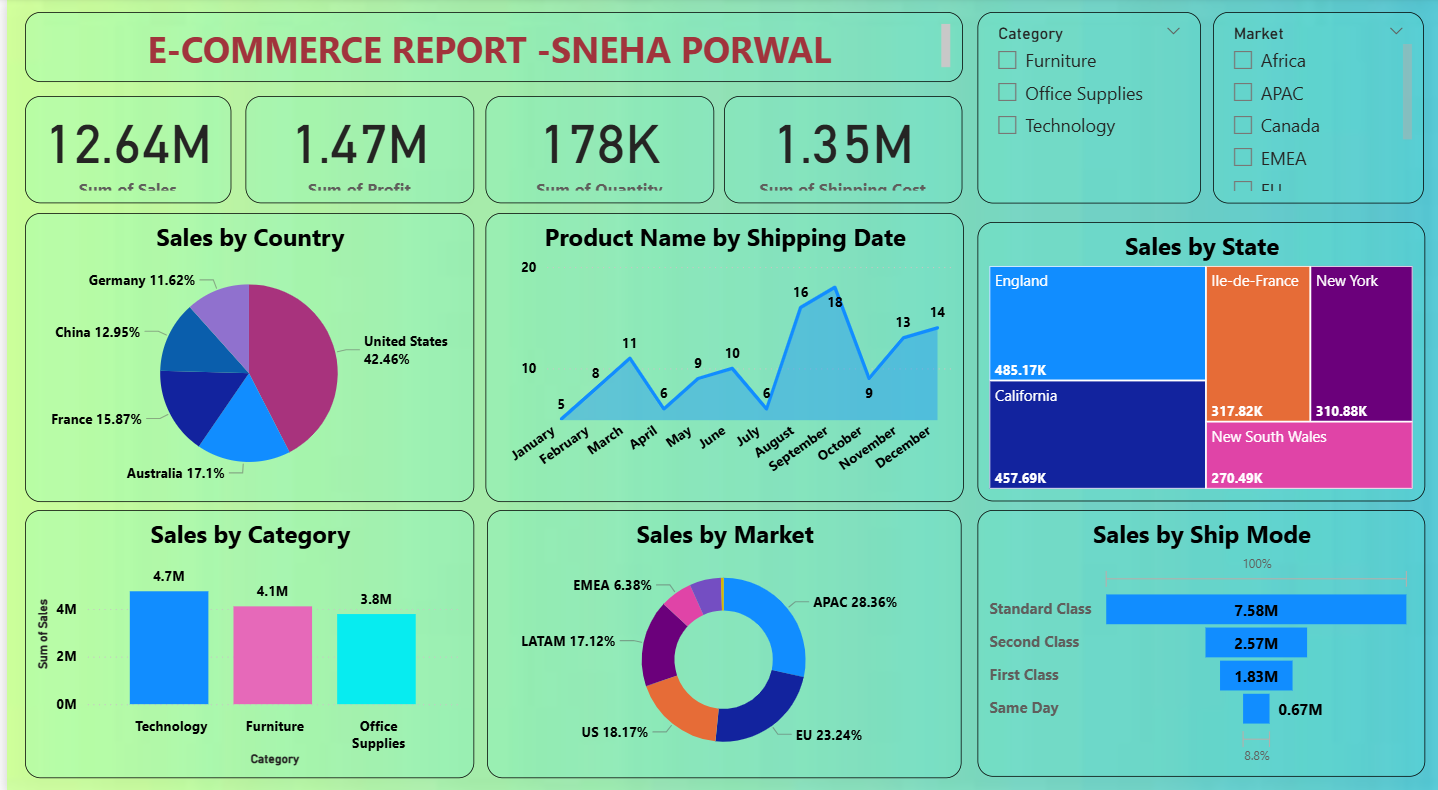 E-COMMERCE REPORT -SNEHA PORWAL
Category
Furniture
Office Supplies
Technology
Market
Africa
APAC
Canada
EMEA
EU
12.64M
Sum of Sales
1.47M
Sum of Profit
178K
Sum of Quantity
1.35M
Sum of Shipping Cost
Sales by Country
Germany 11.62%
China 12.95%
France 15.87%
Australia 17.1%
United States
42.46%
Product Name by Shipping Date
20
10
5
8
11
6
9
10
6
16
18
9
13
14
January
February
March
April
May
June
July
August
September
October
November
December
Sales by State
England
485.17K
California
457.69K
Ile-de-France
317.82K
New York
310.88K
New South Wales
270.49K
Sales by Category
Sum of Sales
4M
2M
0M
4.7M
4.1M
3.8M
Technology
Furniture
Office
Supplies
Category
Sales by Market
EMEA 6.38%
LATAM 17.12%
US 18.17%
APAC 28.36%
EU 23.24%
Sales by Ship Mode
100%
Standard Class
7.58M
Second Class
2.57M
First Class
1.83M
Same Day
0.67M
8.8%